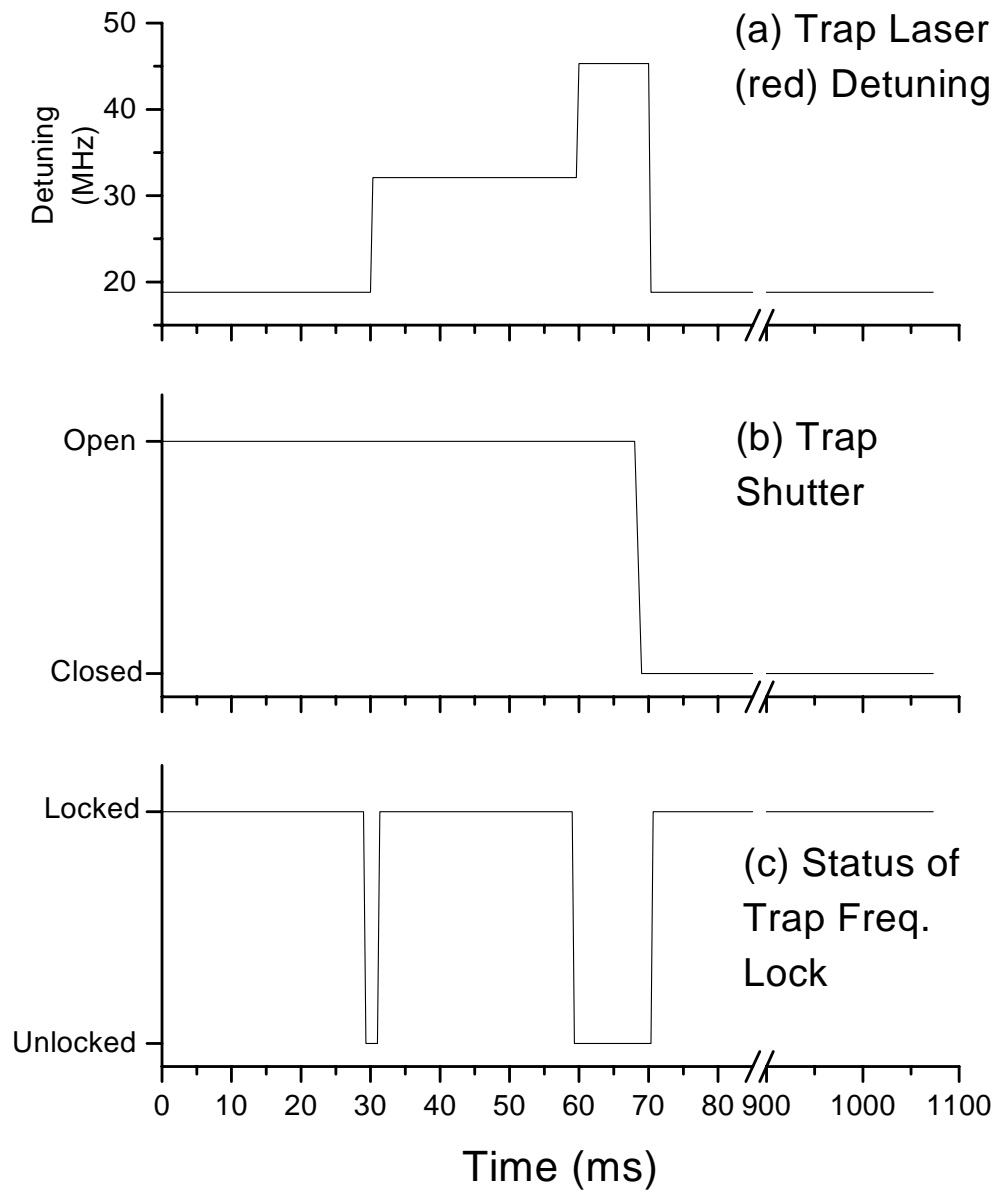 50
(a) Trap Laser
(red) Detuning
40
30
20
Detuning
(MHz)
Open
Closed
(b) Trap
Shutter
Locked
Unlocked
(c) Status of
Trap Freq.
Lock
0 10 20 30 40 50 60 70 80 900 1000 1100
Time (ms)